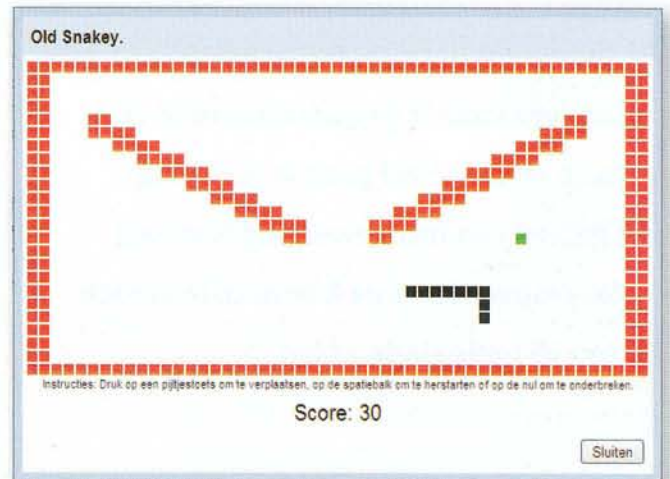 Old Snakey.
Instructies: Druk op een pijltjestoets om te verplaatsen, op de spatiebalk om te herstarten of op de nul om te onderbreken.
Score: 30
Sluiten